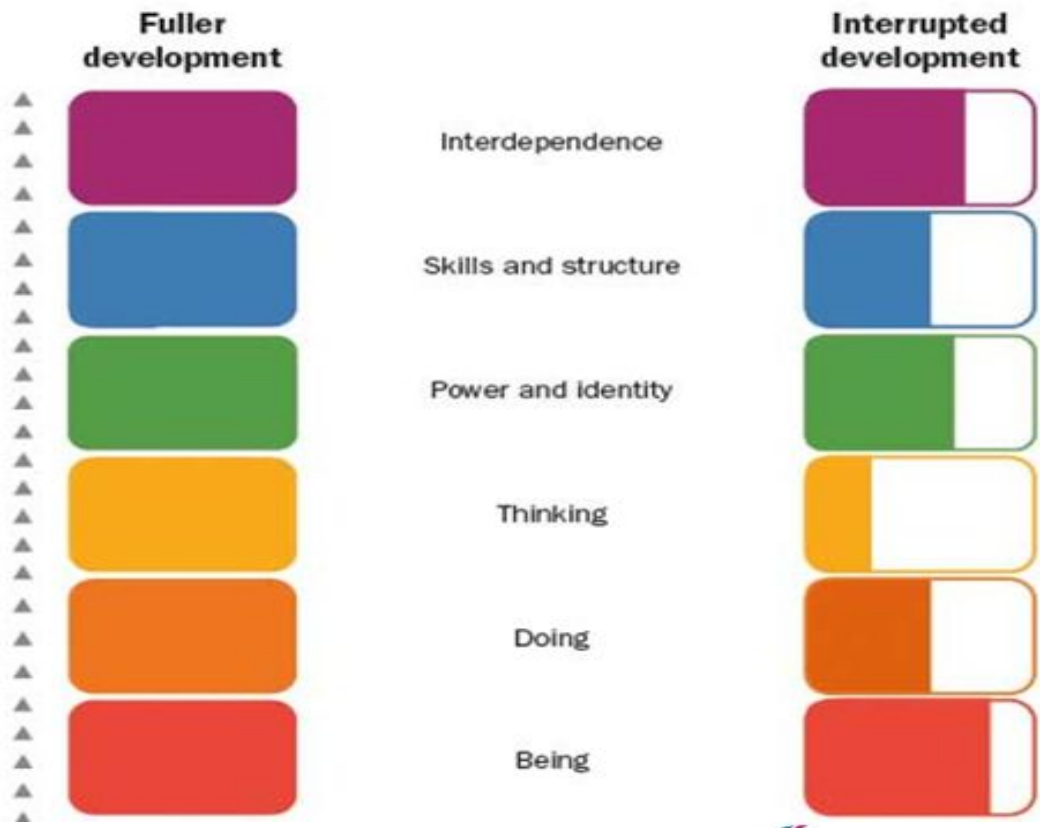 Fuller
development
Interrupted
development
Interdependence
Skills and structure
Power and identity
Thinking
Doing
Being